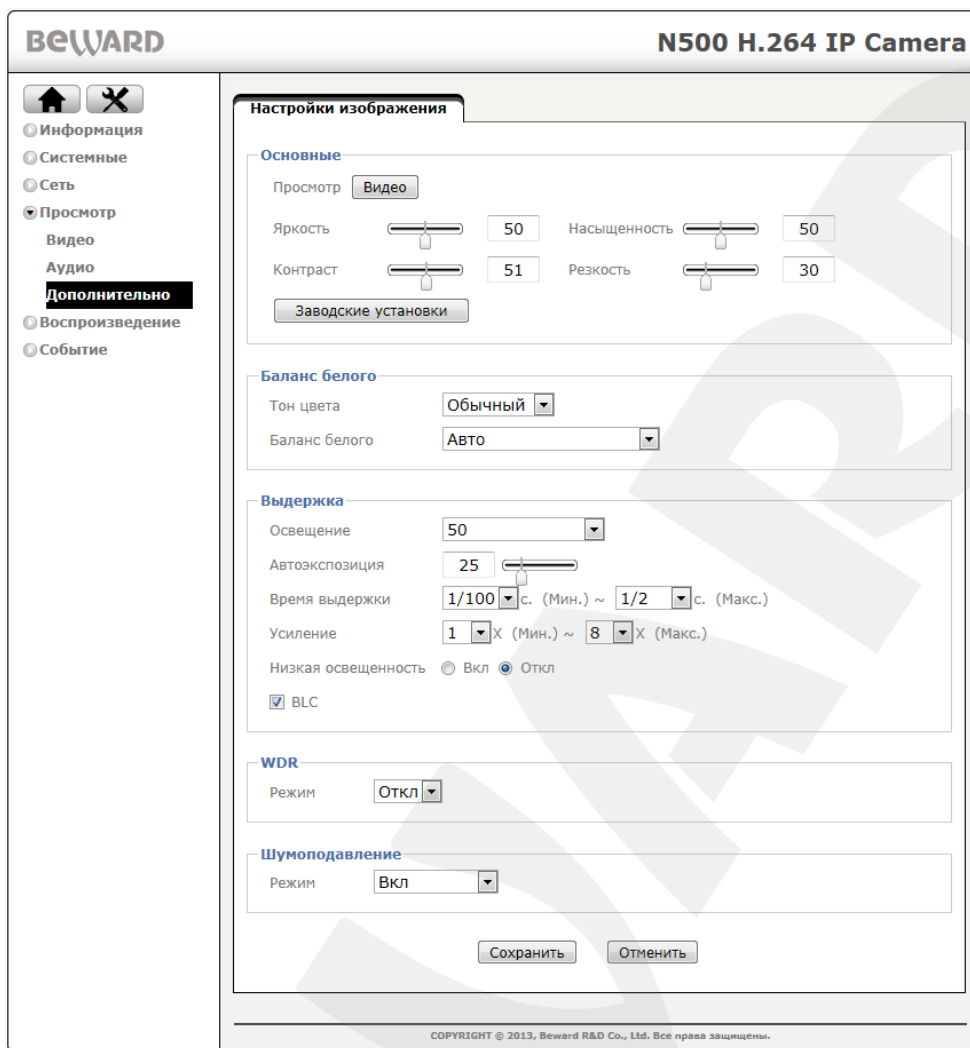 BEWARD
N500 H.264 IP Camera
Информация
Системные
Сеть
Просмотр
Видео
Аудио
Дополнительно
Воспроизведение
Событие
Настройки изображения
Основные
Просмотр Видео
Яркость 50 Насыщенность 50
Контраст 51 Резкость 30
Заводские установки
Баланс белого
Тон цвета Обычный
Баланс белого Авто
Выдержка
Освещение 50
Автоэкспозиция 25
Время выдержки 1/100 с. (Мин.) ~ 1/2 с. (Макс.)
Усиление 1 X (Мин.) ~ 8 X (Макс.)
Низкая освещенность Вкл Откл
BLC
WDR
Режим Откл
Шумоподавление
Режим Вкл
Сохранить Отменить
COPYRIGHT © 2013, Beward R&D Co., Ltd. Все права защищены.